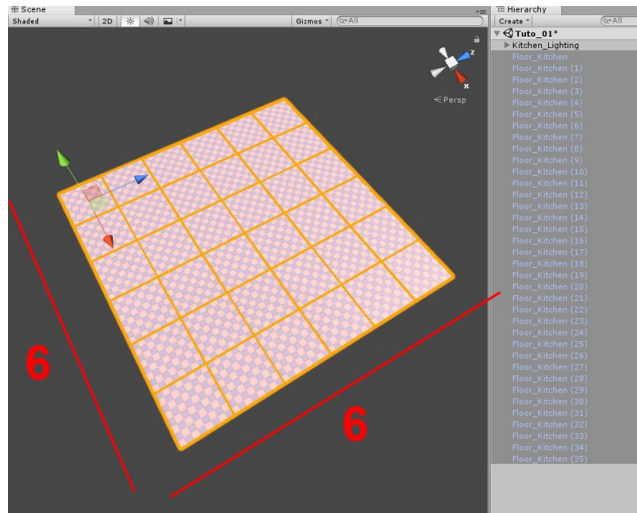 Scene
Shaded 2D Gizmos All
z
x
Persp
6
6
Hierarchy
Create All
Tuto_01*
Kitchen_Lighting
Floor_Kitchen
Floor_Kitchen (1)
Floor_Kitchen (2)
Floor_Kitchen (3)
Floor_Kitchen (4)
Floor_Kitchen (5)
Floor_Kitchen (6)
Floor_Kitchen (7)
Floor_Kitchen (8)
Floor_Kitchen (9)
Floor_Kitchen (10)
Floor_Kitchen (11)
Floor_Kitchen (12)
Floor_Kitchen (13)
Floor_Kitchen (14)
Floor_Kitchen (15)
Floor_Kitchen (16)
Floor_Kitchen (17)
Floor_Kitchen (18)
Floor_Kitchen (19)
Floor_Kitchen (20)
Floor_Kitchen (21)
Floor_Kitchen (22)
Floor_Kitchen (23)
Floor_Kitchen (24)
Floor_Kitchen (25)
Floor_Kitchen (26)
Floor_Kitchen (27)
Floor_Kitchen (28)
Floor_Kitchen (29)
Floor_Kitchen (30)
Floor_Kitchen (31)
Floor_Kitchen (32)
Floor_Kitchen (33)
Floor_Kitchen (34)
Floor_Kitchen (35)